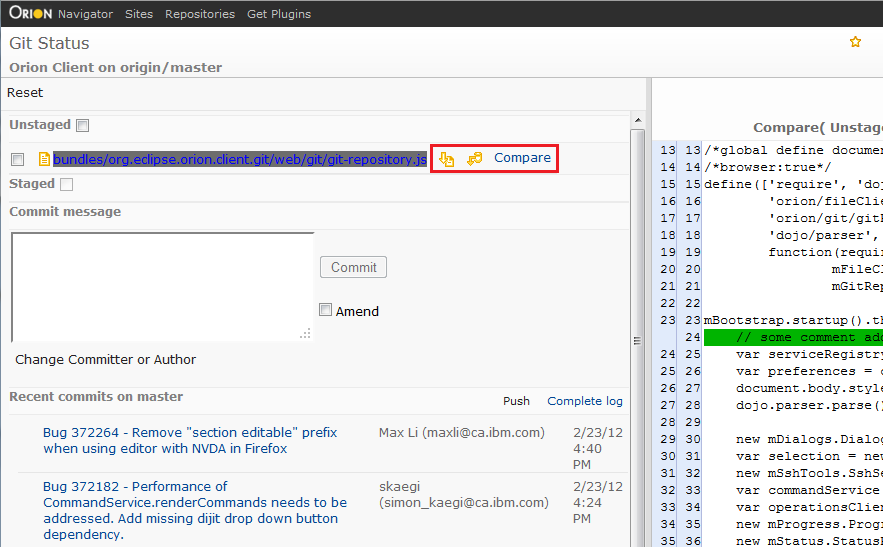 ORION Navigator Sites Repositories Get Plugins
Git Status
Orion Client on origin/master
Reset
Unstaged
bundles/org.eclipse.orion.client.git/web/git/git-repository.js Compare
Staged
Commit message
Commit
Amend
Change Committer or Author
Recent commits on master Push Complete log
Bug 372264 - Remove "section editable" prefix
when using editor with NVDA in Firefox
Max Li (maxli@ca.ibm.com)
2/23/12
4:40
PM
Bug 372182 - Performance of
CommandService.renderCommands needs to be
addressed. Add missing dijit drop down button
dependency.
skaegi
(simon_kaegi@ca.ibm.com)
2/23/12
4:24
PM
Compare( Unstage
13 13 /*global define documen
14 14 /*browser:true*/
15 15 define(['require', 'doj
16 16 'orion/fileClie
17 17 'orion/git/gitR
18 18 'dojo/parser',
19 19 function(requir
20 20 mFileCl
21 21 mGitRep
22 22
23 23 mBootstrap.startup().th
24 // some comment add
24 25 var serviceRegistry
25 26 var preferences = c
26 27 document.body.style
27 28 dojo.parser.parse()
28 29
29 30 new mDialogs.Dialog
30 31 var selection = new
31 32 new mSshTools.SshSe
32 33 var commandService
33 34 var operationsClien
34 35 new mProgress.Progr
35 36 new mStatus.StatusR